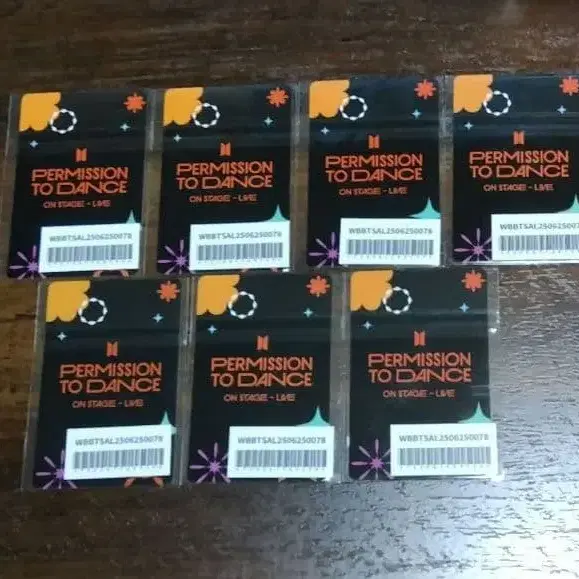 PERMISSION
TO DANCE
ON STAGE - LIVE
WBBTSAL2506250078
PERMISSION
TO DANCE
ON STAGE - LIVE
WBBTSAL2506250078
PERMISSION
TO DANCE
ON STAGE - LIVE
WBBTSAL2506250078
PERMISSION
TO DANCE
ON STAGE - LIVE
WBBTSAL2506250078
PERMISSION
TO DANCE
ON STAGE - LIVE
WBBTSAL2506250078
PERMISSION
TO DANCE
ON STAGE - LIVE
WBBTSAL2506250078
PERMISSION
TO DANCE
ON STAGE - LIVE
WBBTSAL2506250078